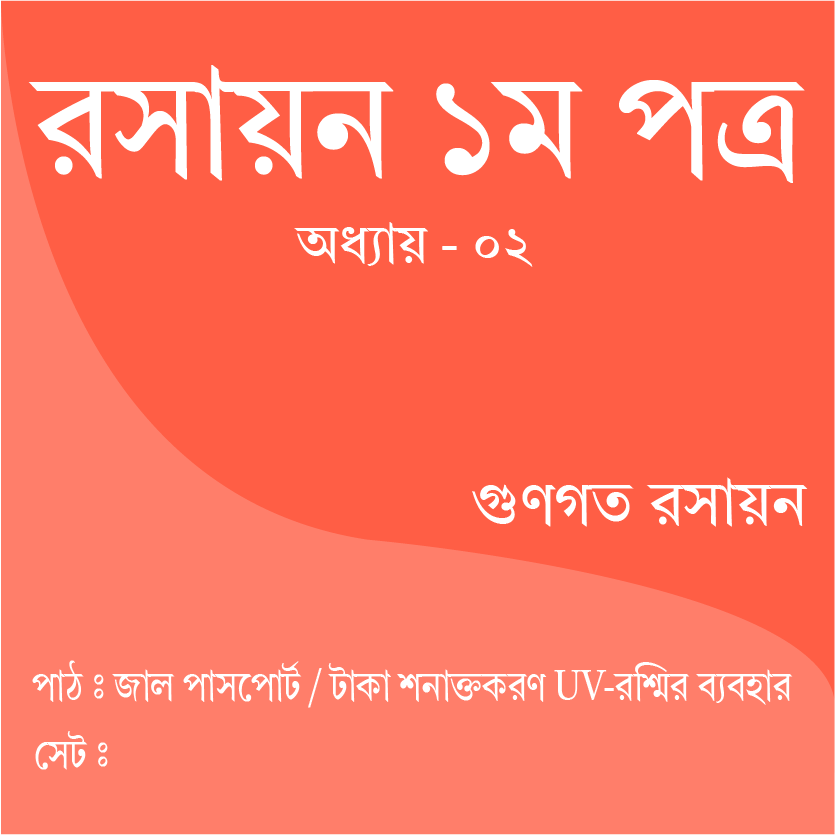 রসায়ন ১ম পত্র
অধ্যায় - ০২
গুণগত রসায়ন
পাঠ ঃ জাল পাসপোর্ট / টাকা শনাক্তকরণ UV-রশ্মির ব্যবহার
সেট ঃ